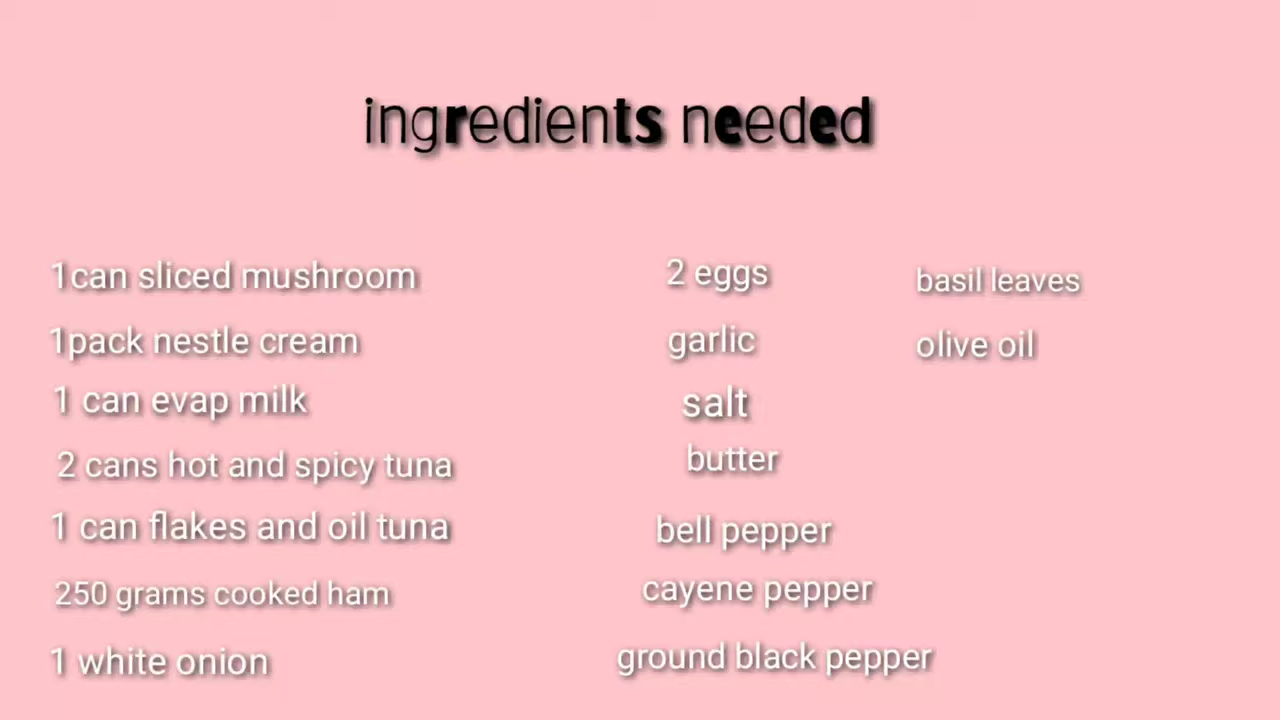 ingredients needed
1can sliced mushroom
1pack nestle cream
1 can evap milk
2 cans hot and spicy tuna
1 can flakes and oil tuna
250 grams cooked ham
1 white onion
2 eggs
garlic
salt
butter
bell pepper
cayene pepper
ground black pepper
basil leaves
olive oil